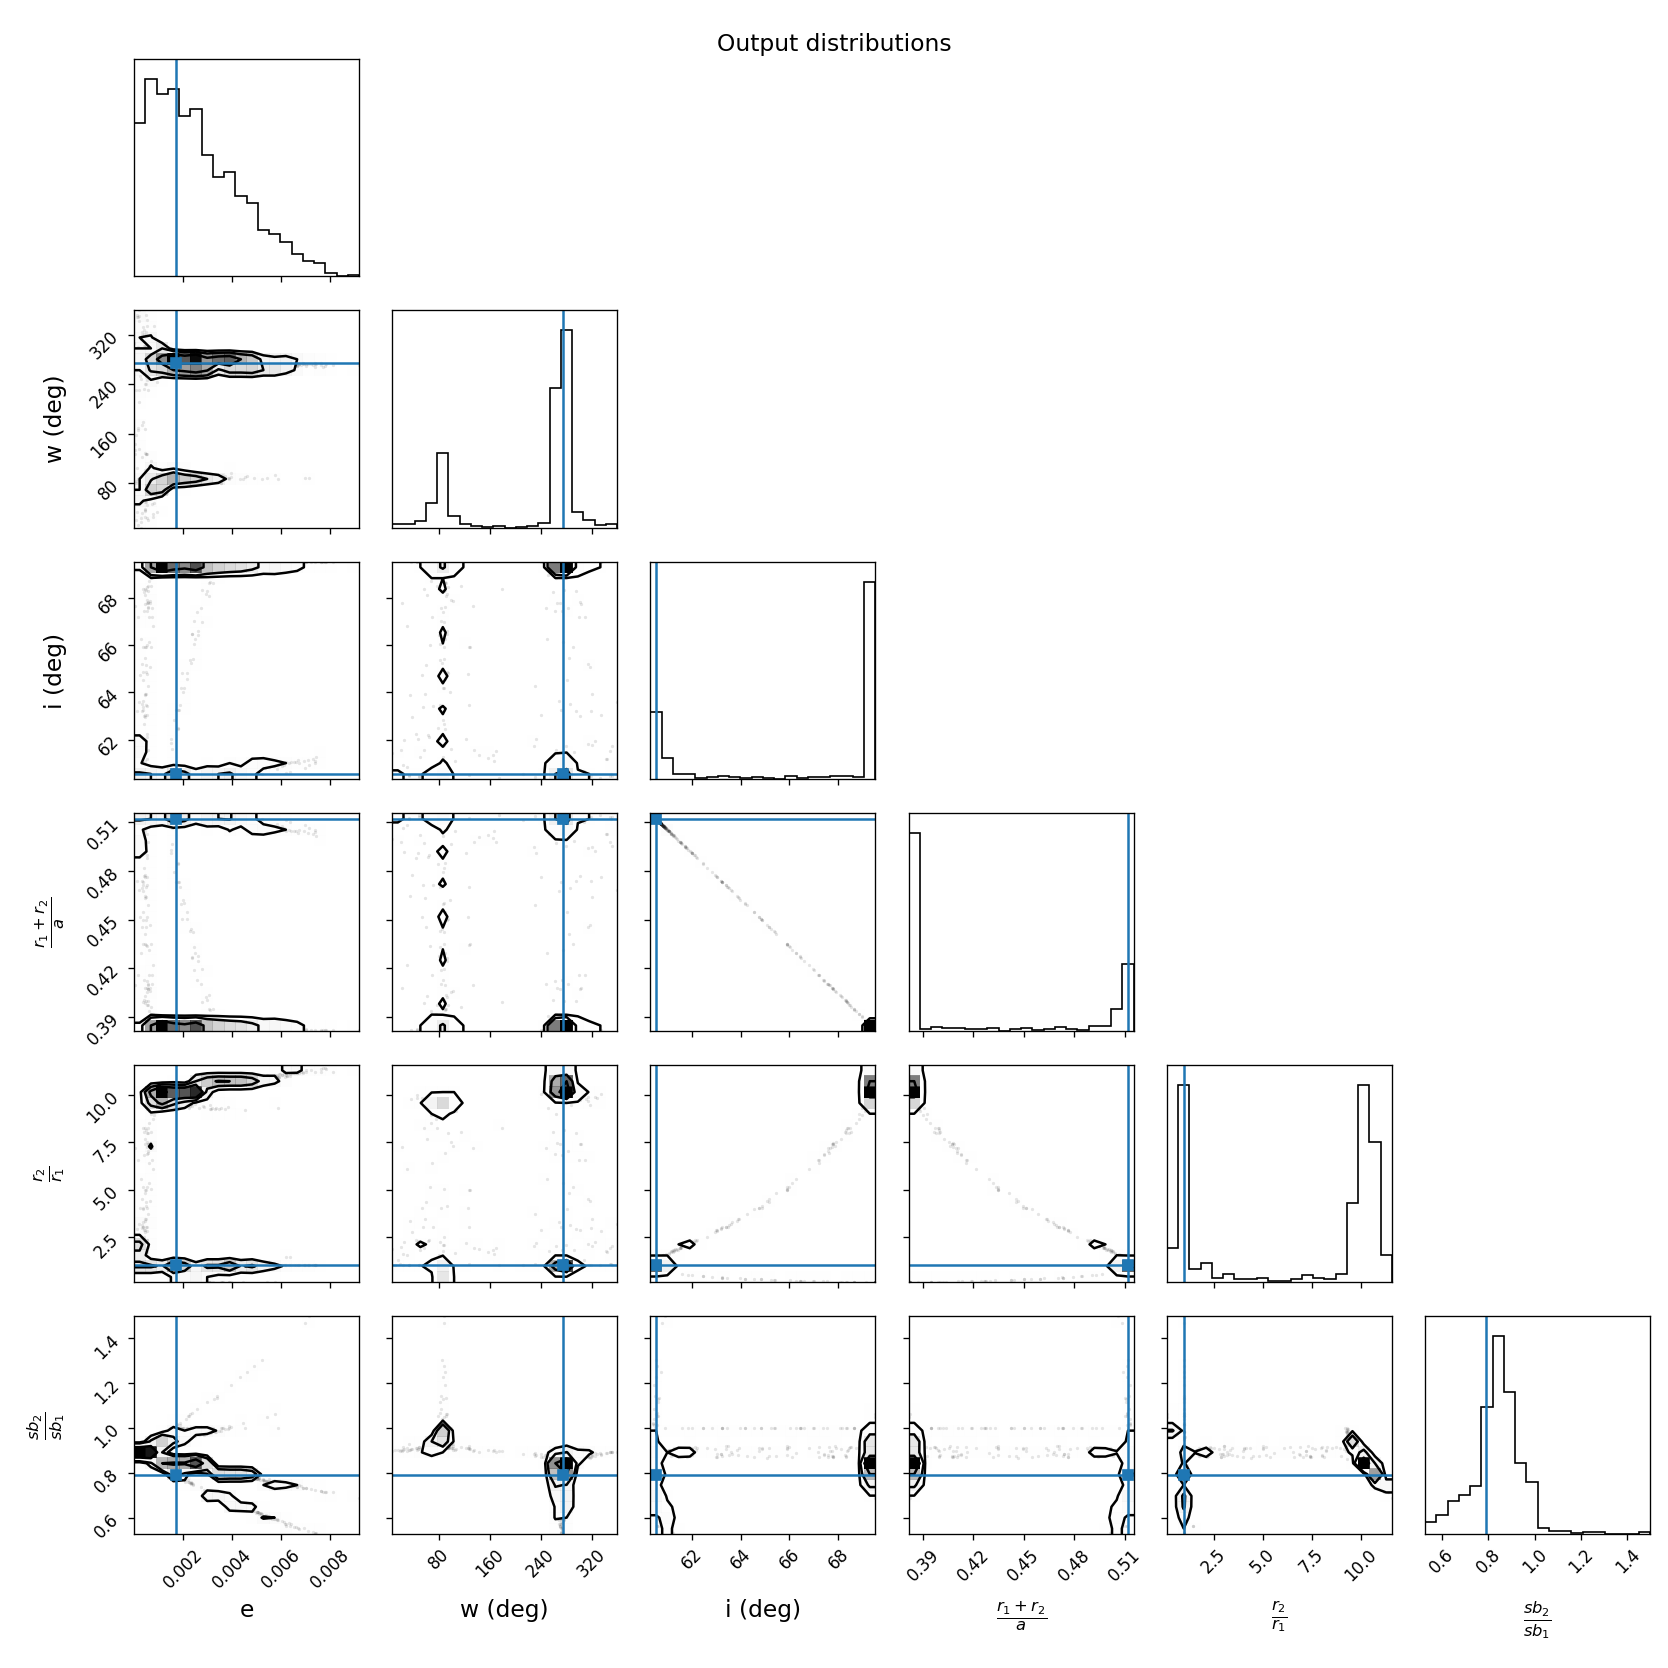 Output distributions
w (deg)
320
240
160
80
i (deg)
68
66
64
62
r₁ + r₂ / a
0.51
0.48
0.45
0.42
0.39
r₂ / r₁
10.0
7.5
5.0
2.5
sb₂ / sb₁
1.4
1.2
1.0
0.8
0.6
0.002 0.004 0.006 0.008
80 160 240 320
62 64 66 68
0.39 0.42 0.45 0.48 0.51
2.5 5.0 7.5 10.0
0.6 0.8 1.0 1.2 1.4
e
w (deg)
i (deg)
r₁ + r₂ / a
r₂ / r₁
sb₂ / sb₁